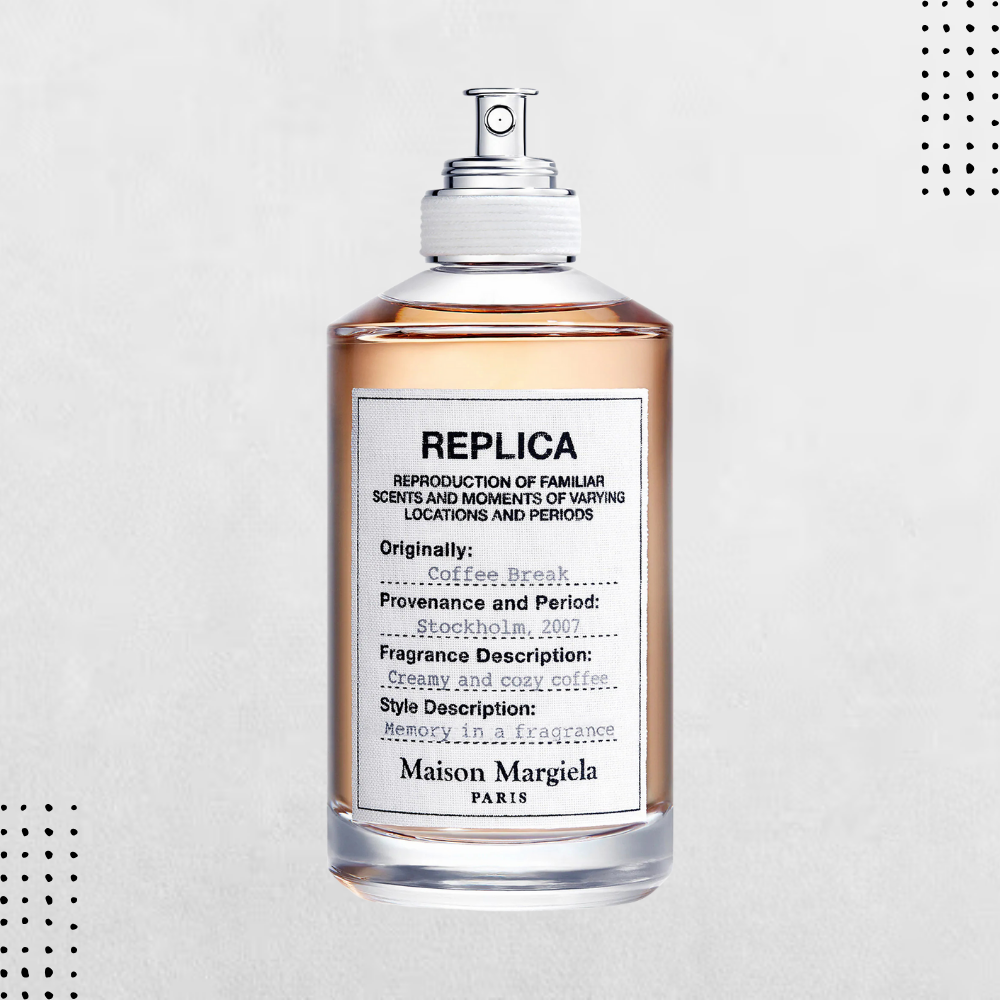 REPLICA
REPRODUCTION OF FAMILIAR
SCENTS AND MOMENTS OF VARYING
LOCATIONS AND PERIODS
Originally:
Coffee Break
Provenance and Period:
Stockholm, 2007
Fragrance Description:
Creamy and cozy coffee
Style Description:
Memory in a fragrance
Maison Margiela
PARIS